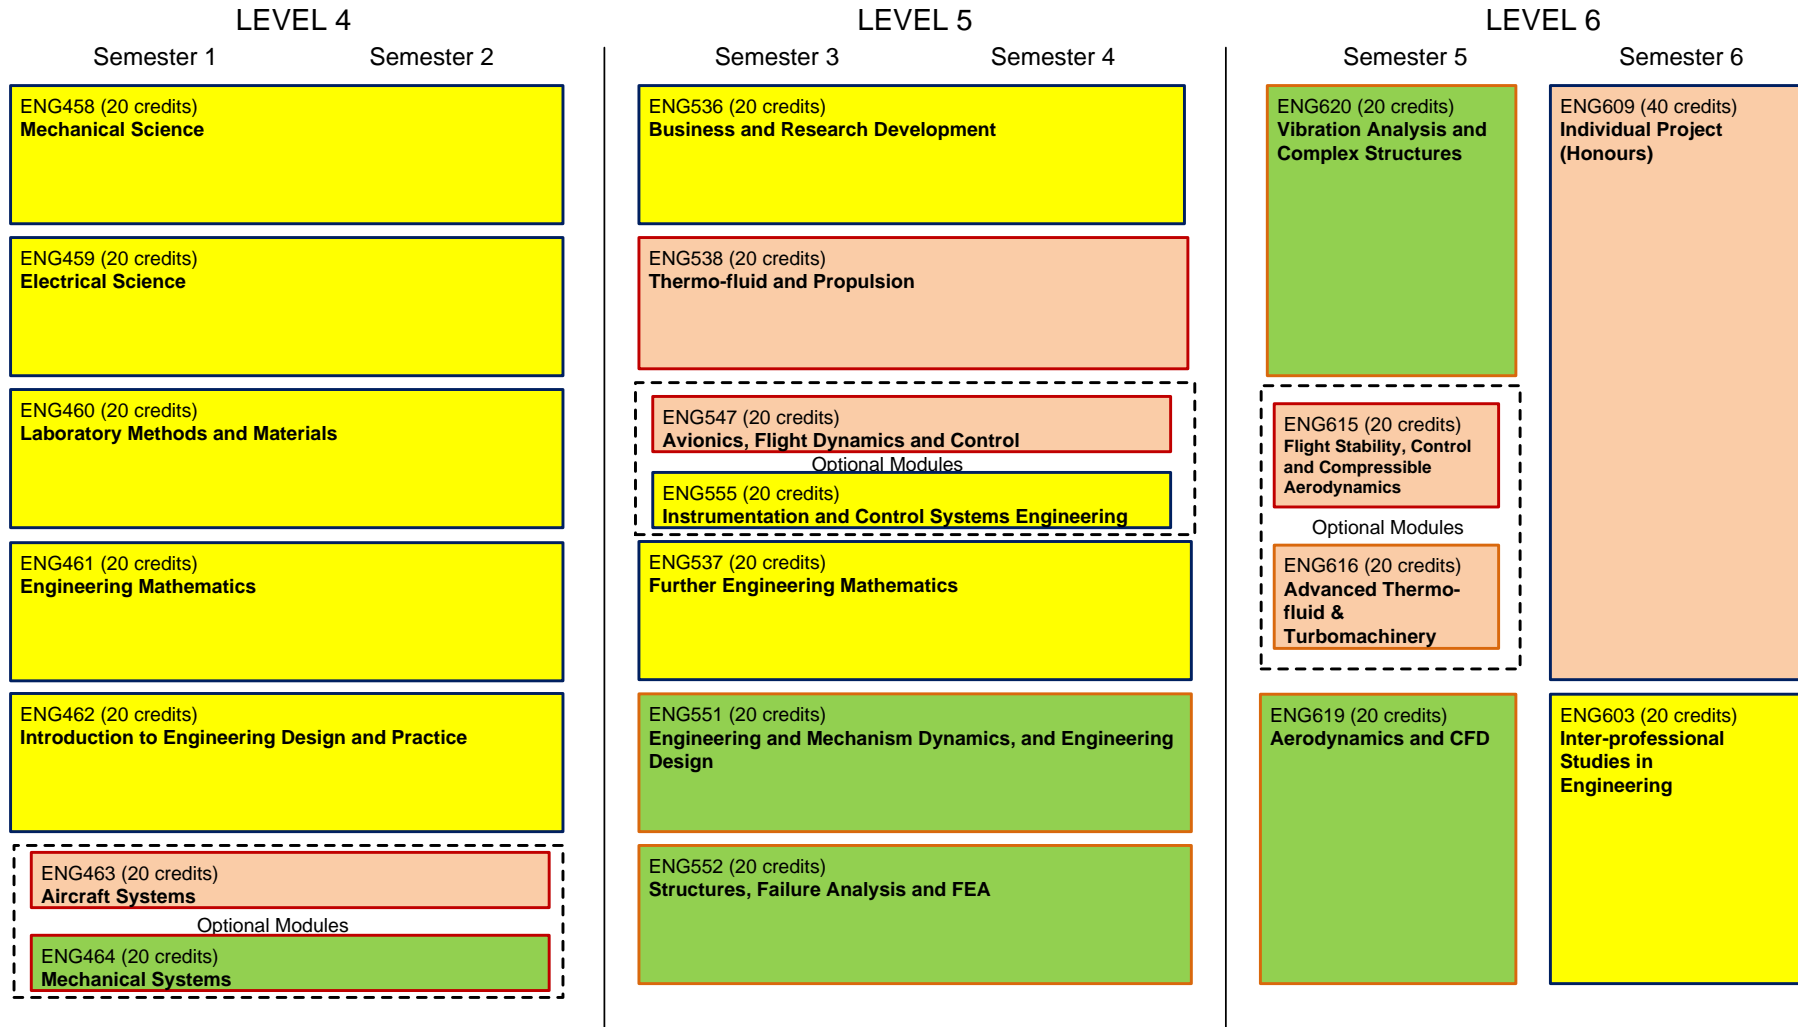 LEVEL 4
Semester 1
Semester 2
ENG458 (20 credits)
Mechanical Science
ENG459 (20 credits)
Electrical Science
ENG460 (20 credits)
Laboratory Methods and Materials
ENG461 (20 credits)
Engineering Mathematics
ENG462 (20 credits)
Introduction to Engineering Design and Practice
ENG463 (20 credits)
Aircraft Systems
Optional Modules
ENG464 (20 credits)
Mechanical Systems
LEVEL 5
Semester 3
Semester 4
ENG536 (20 credits)
Business and Research Development
ENG538 (20 credits)
Thermo-fluid and Propulsion
ENG547 (20 credits)
Avionics, Flight Dynamics and Control
Optional Modules
ENG555 (20 credits)
Instrumentation and Control Systems Engineering
ENG537 (20 credits)
Further Engineering Mathematics
ENG551 (20 credits)
Engineering and Mechanism Dynamics, and Engineering
Design
ENG552 (20 credits)
Structures, Failure Analysis and FEA
LEVEL 6
Semester 5
Semester 6
ENG620 (20 credits)
Vibration Analysis and
Complex Structures
ENG615 (20 credits)
Flight Stability, Control
and Compressible
Aerodynamics
Optional Modules
ENG616 (20 credits)
Advanced Thermo-
fluid &
Turbomachinery
ENG619 (20 credits)
Aerodynamics and CFD
ENG609 (40 credits)
Individual Project
(Honours)
ENG603 (20 credits)
Inter-professional
Studies in
Engineering